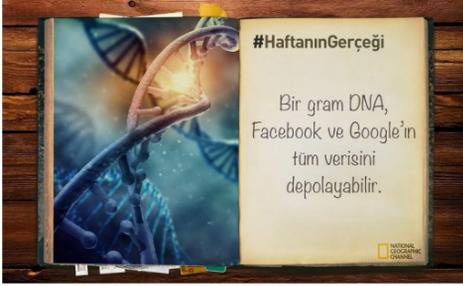 #HaftanınGerçeği
Bir gram DNA,
Facebook ve Google'ın
tüm verisini
depolayabilir.
NATIONAL
GEOGRAPHIC
CHANNEL